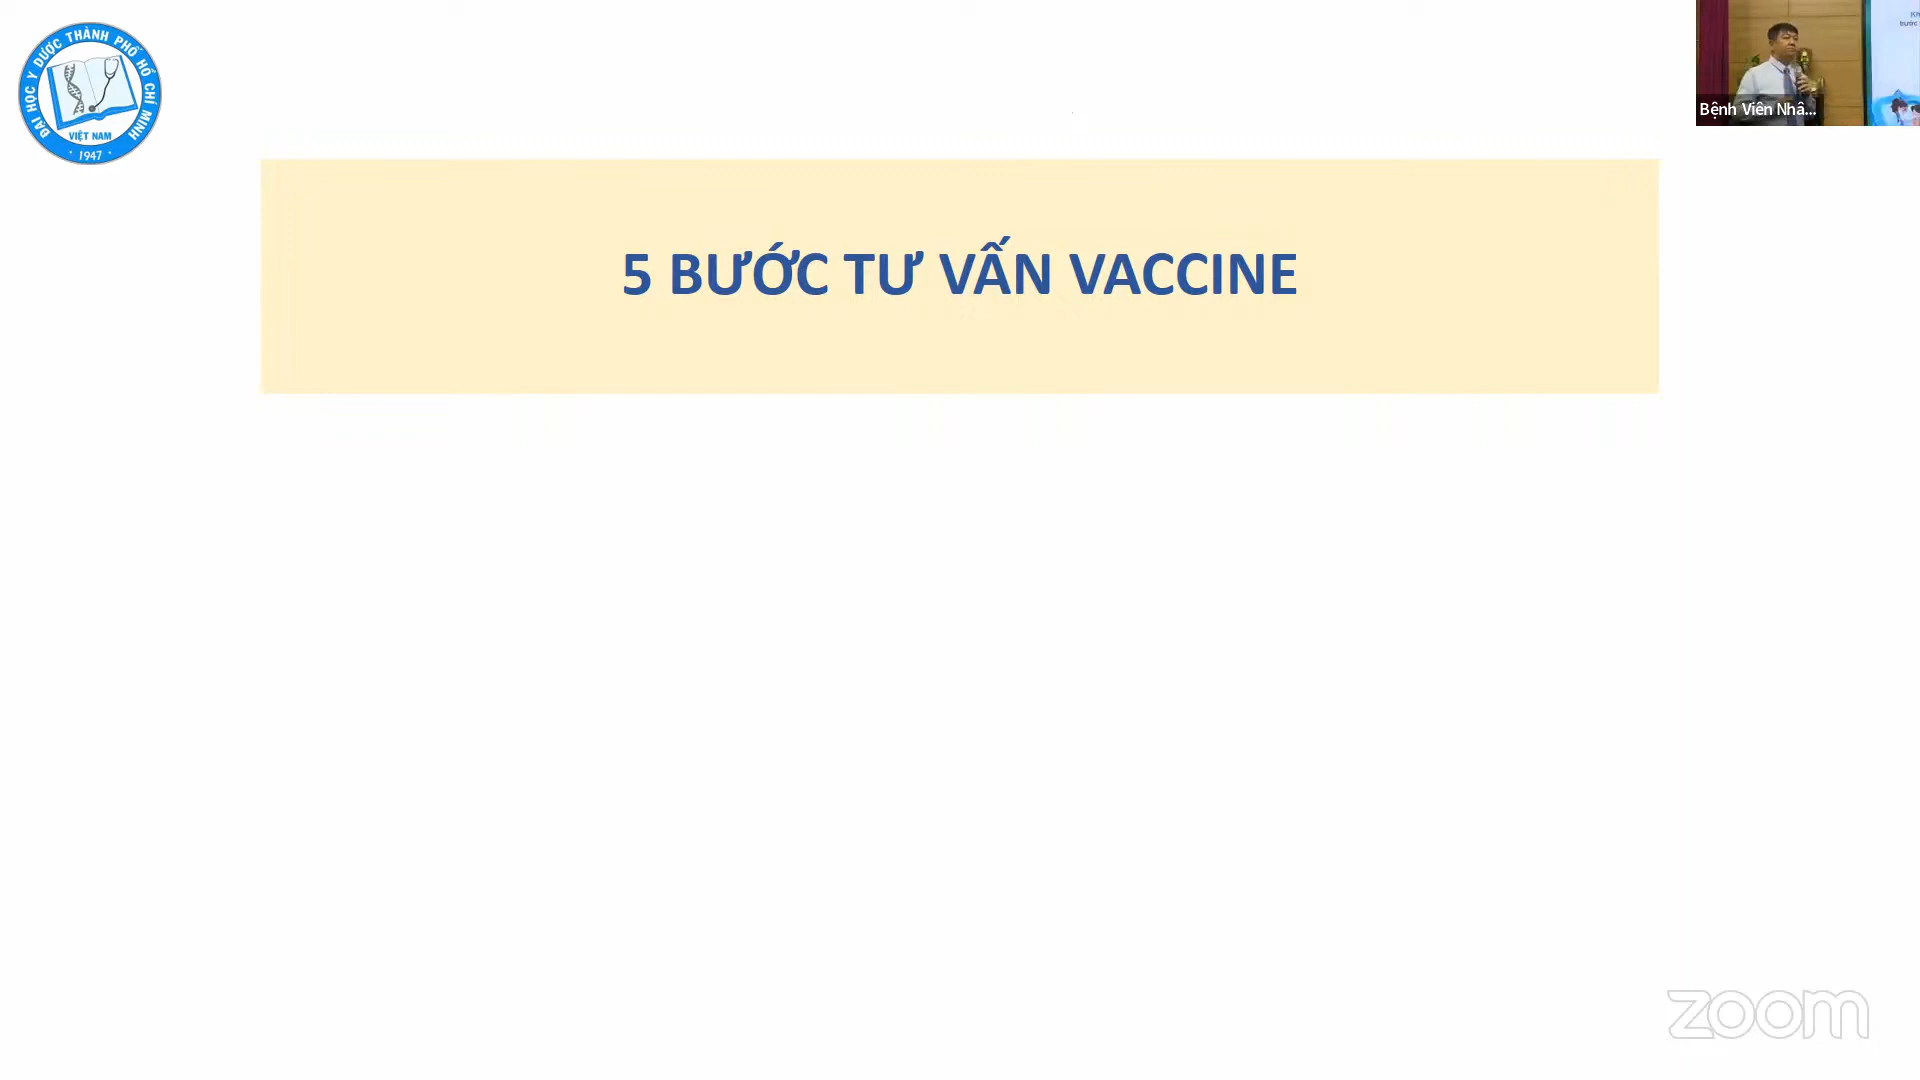 ĐẠI HỌC Y DƯỢC THÀNH PHỐ HỒ CHÍ MINH
VIỆT NAM
• 1947 •
Bệnh Viên Nhâ...
5 BƯỚC TƯ VẤN VACCINE
zoom